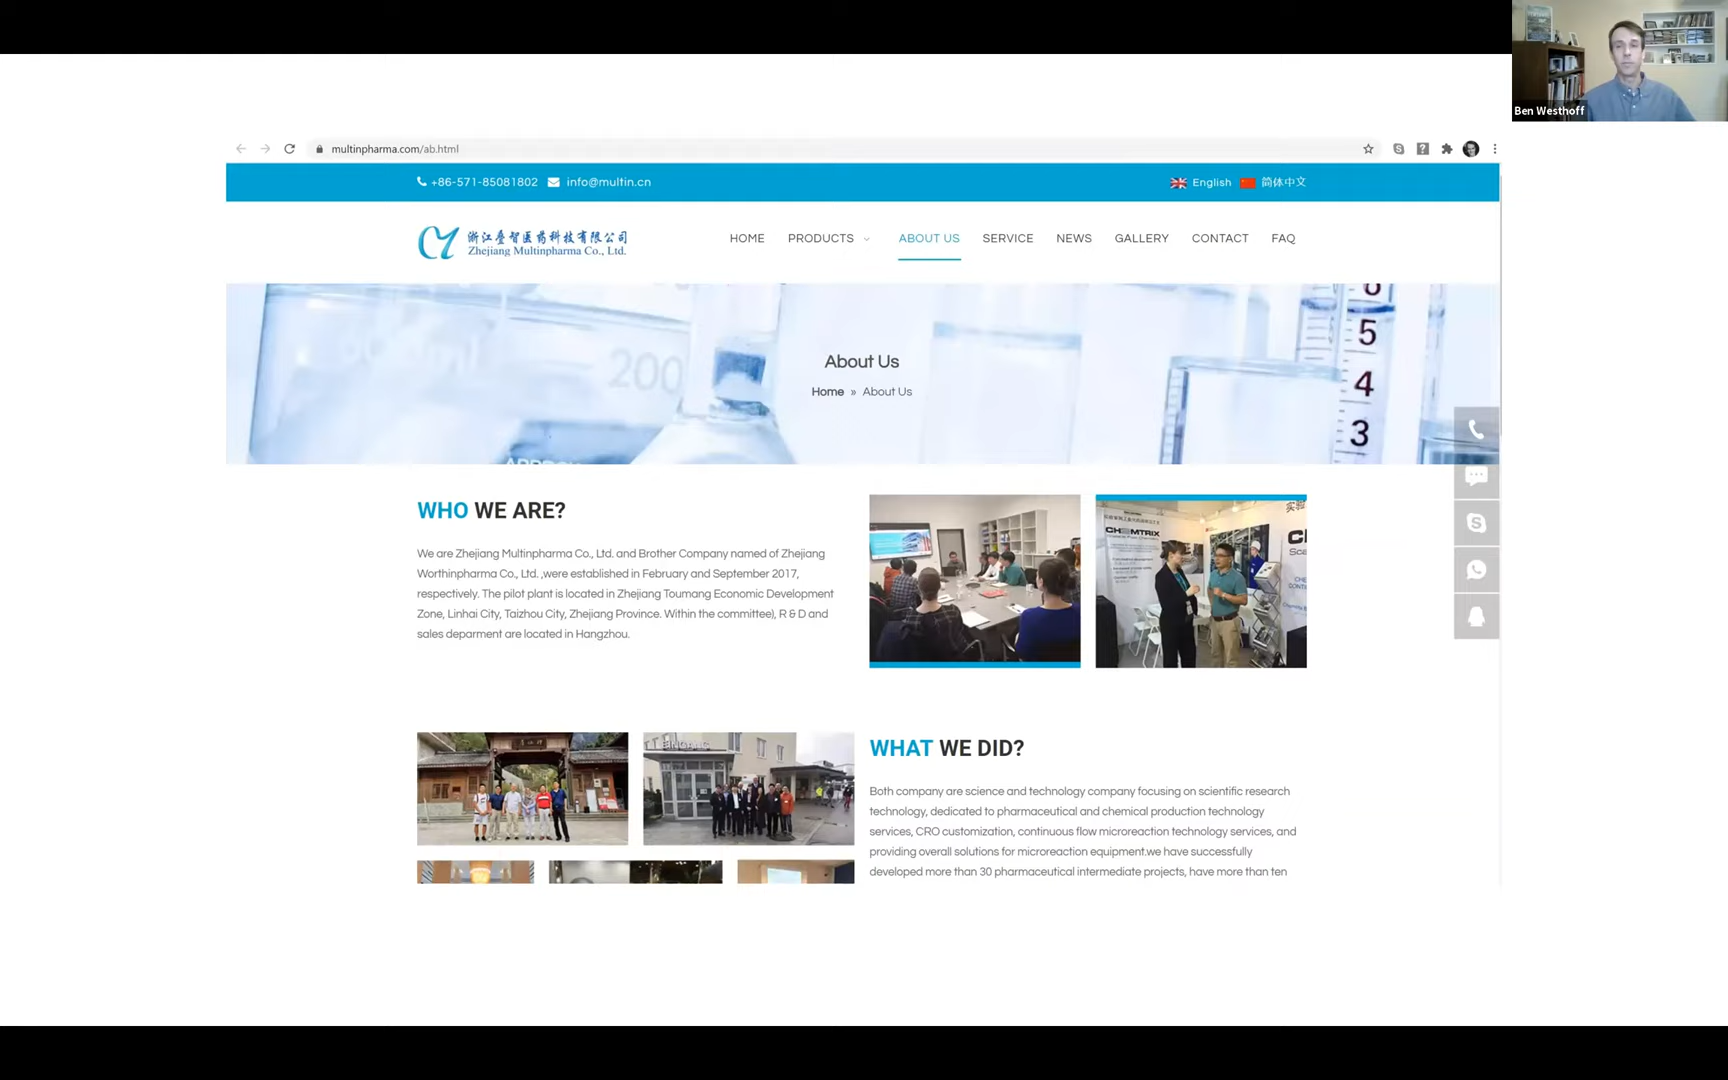 Ben Westhoff
multinpharma.com/ab.html
+86-571-85081802 info@multin.cn
English 简体中文
浙江叠智医药科技有限公司
Zhejiang Multinpharma Co., Ltd.
HOME PRODUCTS ABOUT US SERVICE NEWS GALLERY CONTACT FAQ
600ml
200
6
5
4
3
About Us
Home » About Us
WHO WE ARE?
We are Zhejiang Multinpharma Co., Ltd. and Brother Company named of Zhejiang
Worthinpharma Co., Ltd. ,were established in February and September 2017,
respectively. The pilot plant is located in Zhejiang Toumang Economic Development
Zone, Linhai City, Taizhou City, Zhejiang Province. Within the committee), R & D and
sales deparment are located in Hangzhou.
CHEMTRIX
实验
WHAT WE DID?
Both company are science and technology company focusing on scientific research
technology, dedicated to pharmaceutical and chemical production technology
services, CRO customization, continuous flow microreaction technology services, and
providing overall solutions for microreaction equipment.we have successfully
developed more than 30 pharmaceutical intermediate projects, have more than ten